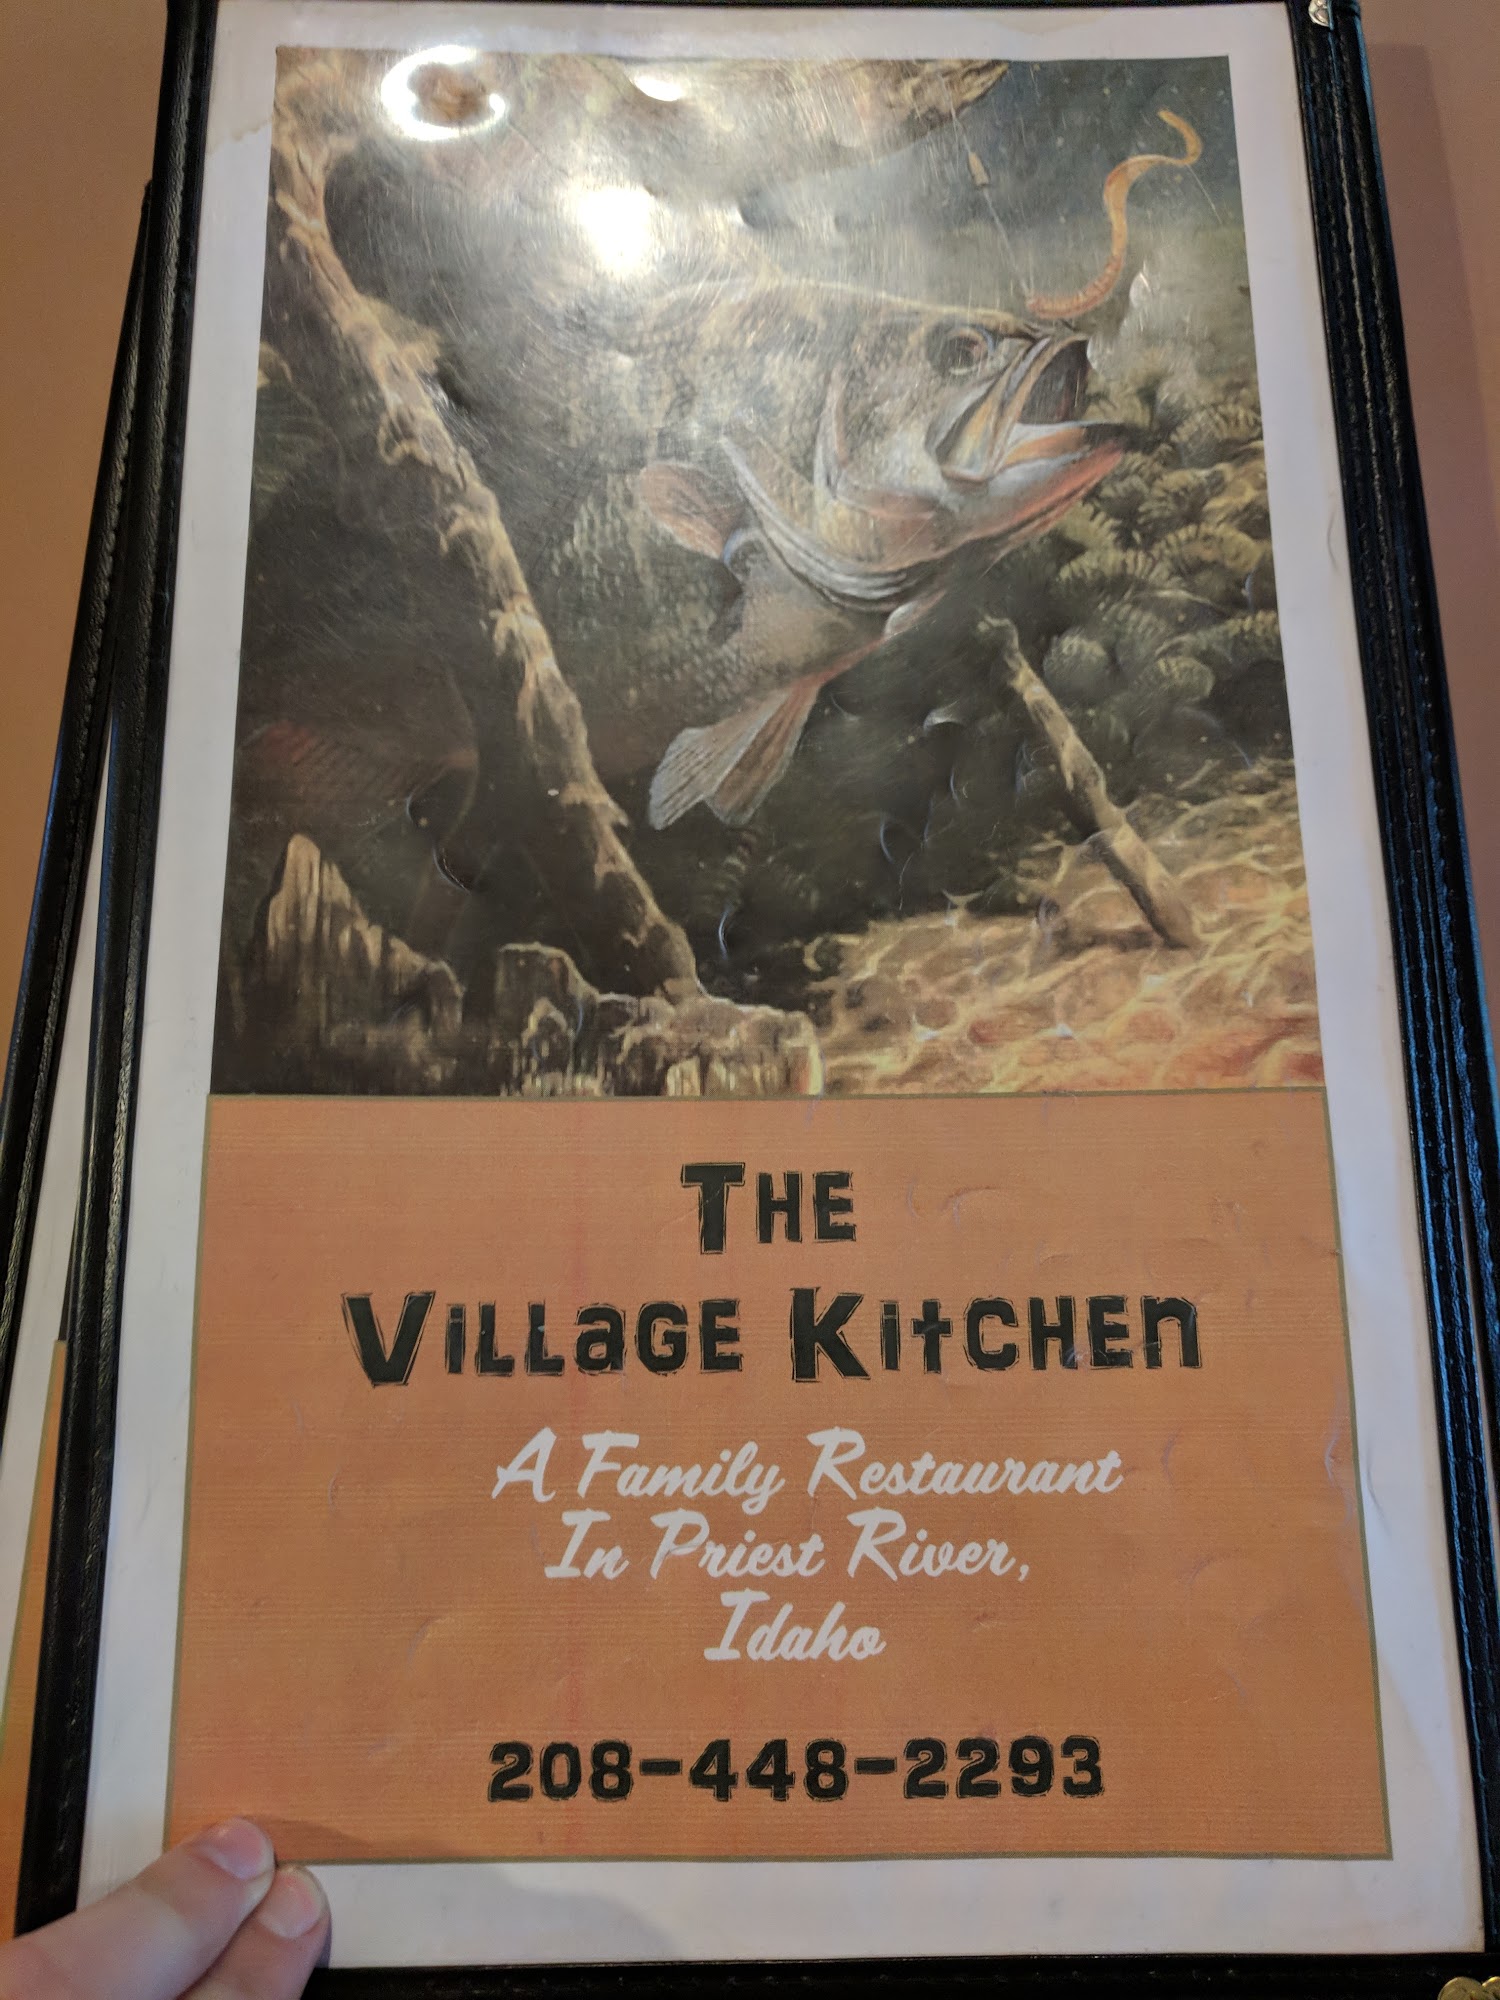 THE
VILLAGE KITCHEN
A Family Restaurant
In Priest River,
Idaho
208-448-2293